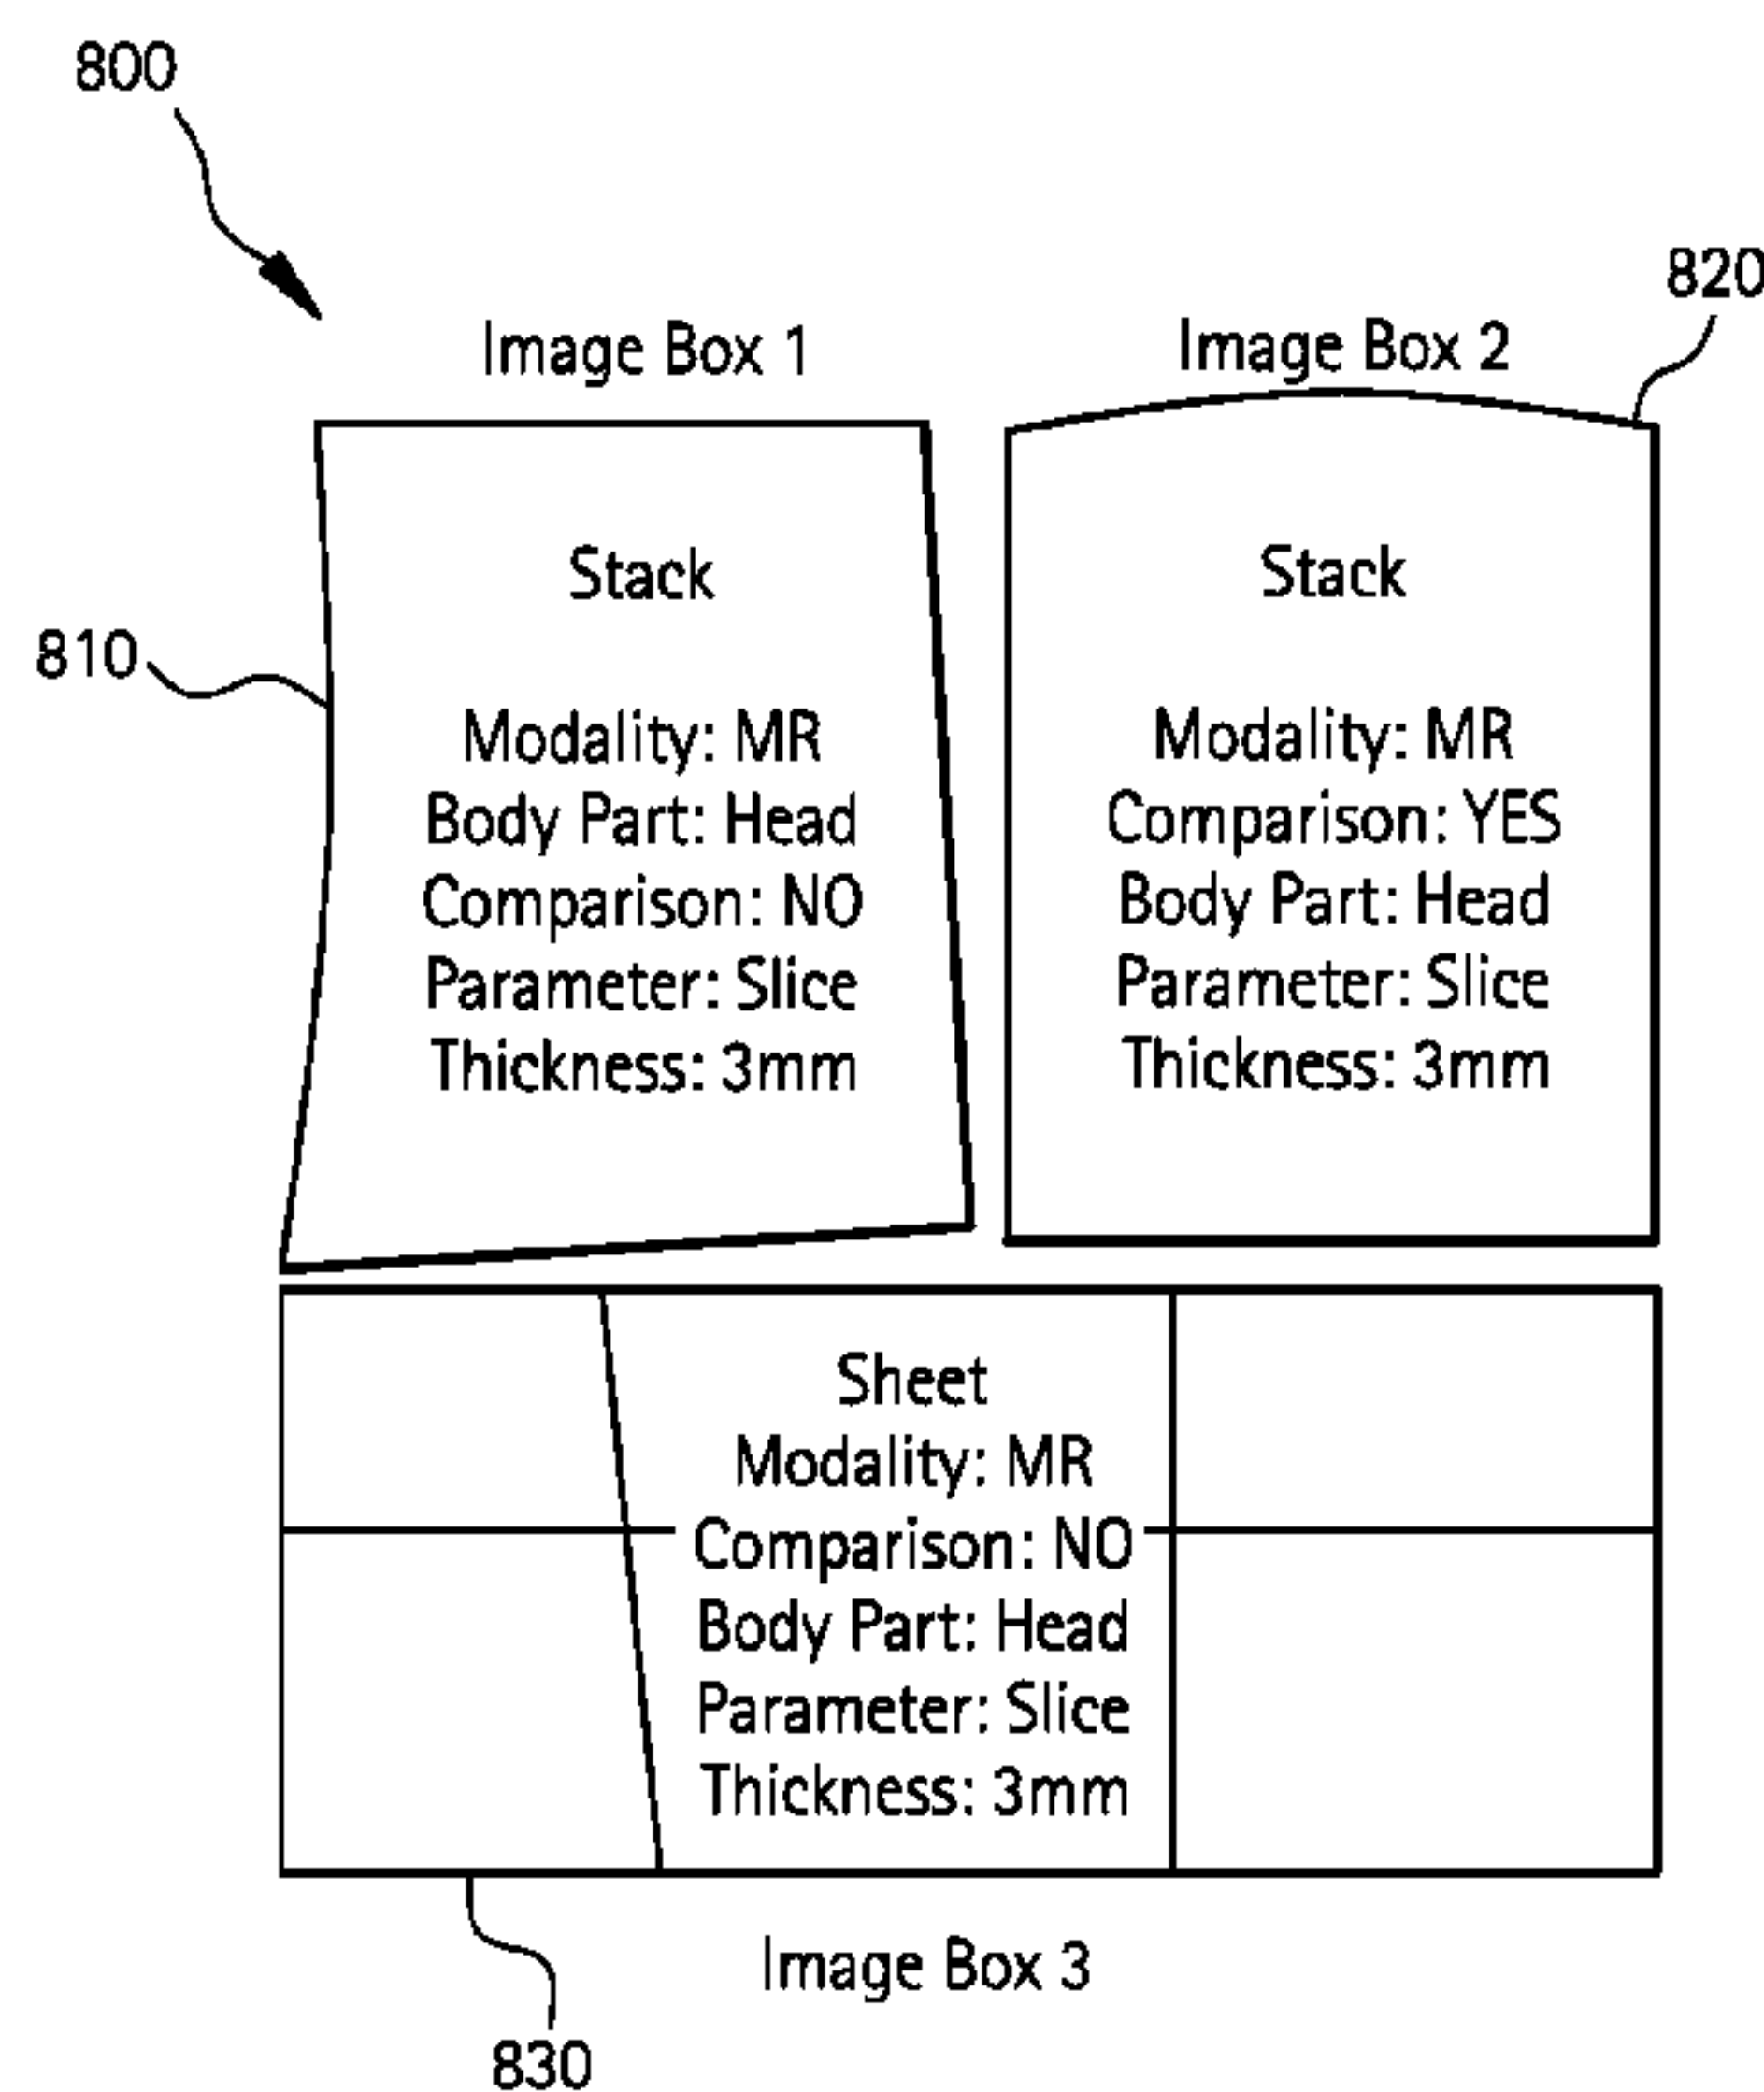 800
820
Image Box 1
Image Box 2
810
Stack
Modality: MR
Body Part: Head
Comparison: NO
Parameter: Slice
Thickness: 3mm
Stack
Modality: MR
Comparison: YES
Body Part: Head
Parameter: Slice
Thickness: 3mm
Sheet
Modality: MR
Comparison: NO
Body Part: Head
Parameter: Slice
Thickness: 3mm
Image Box 3
830